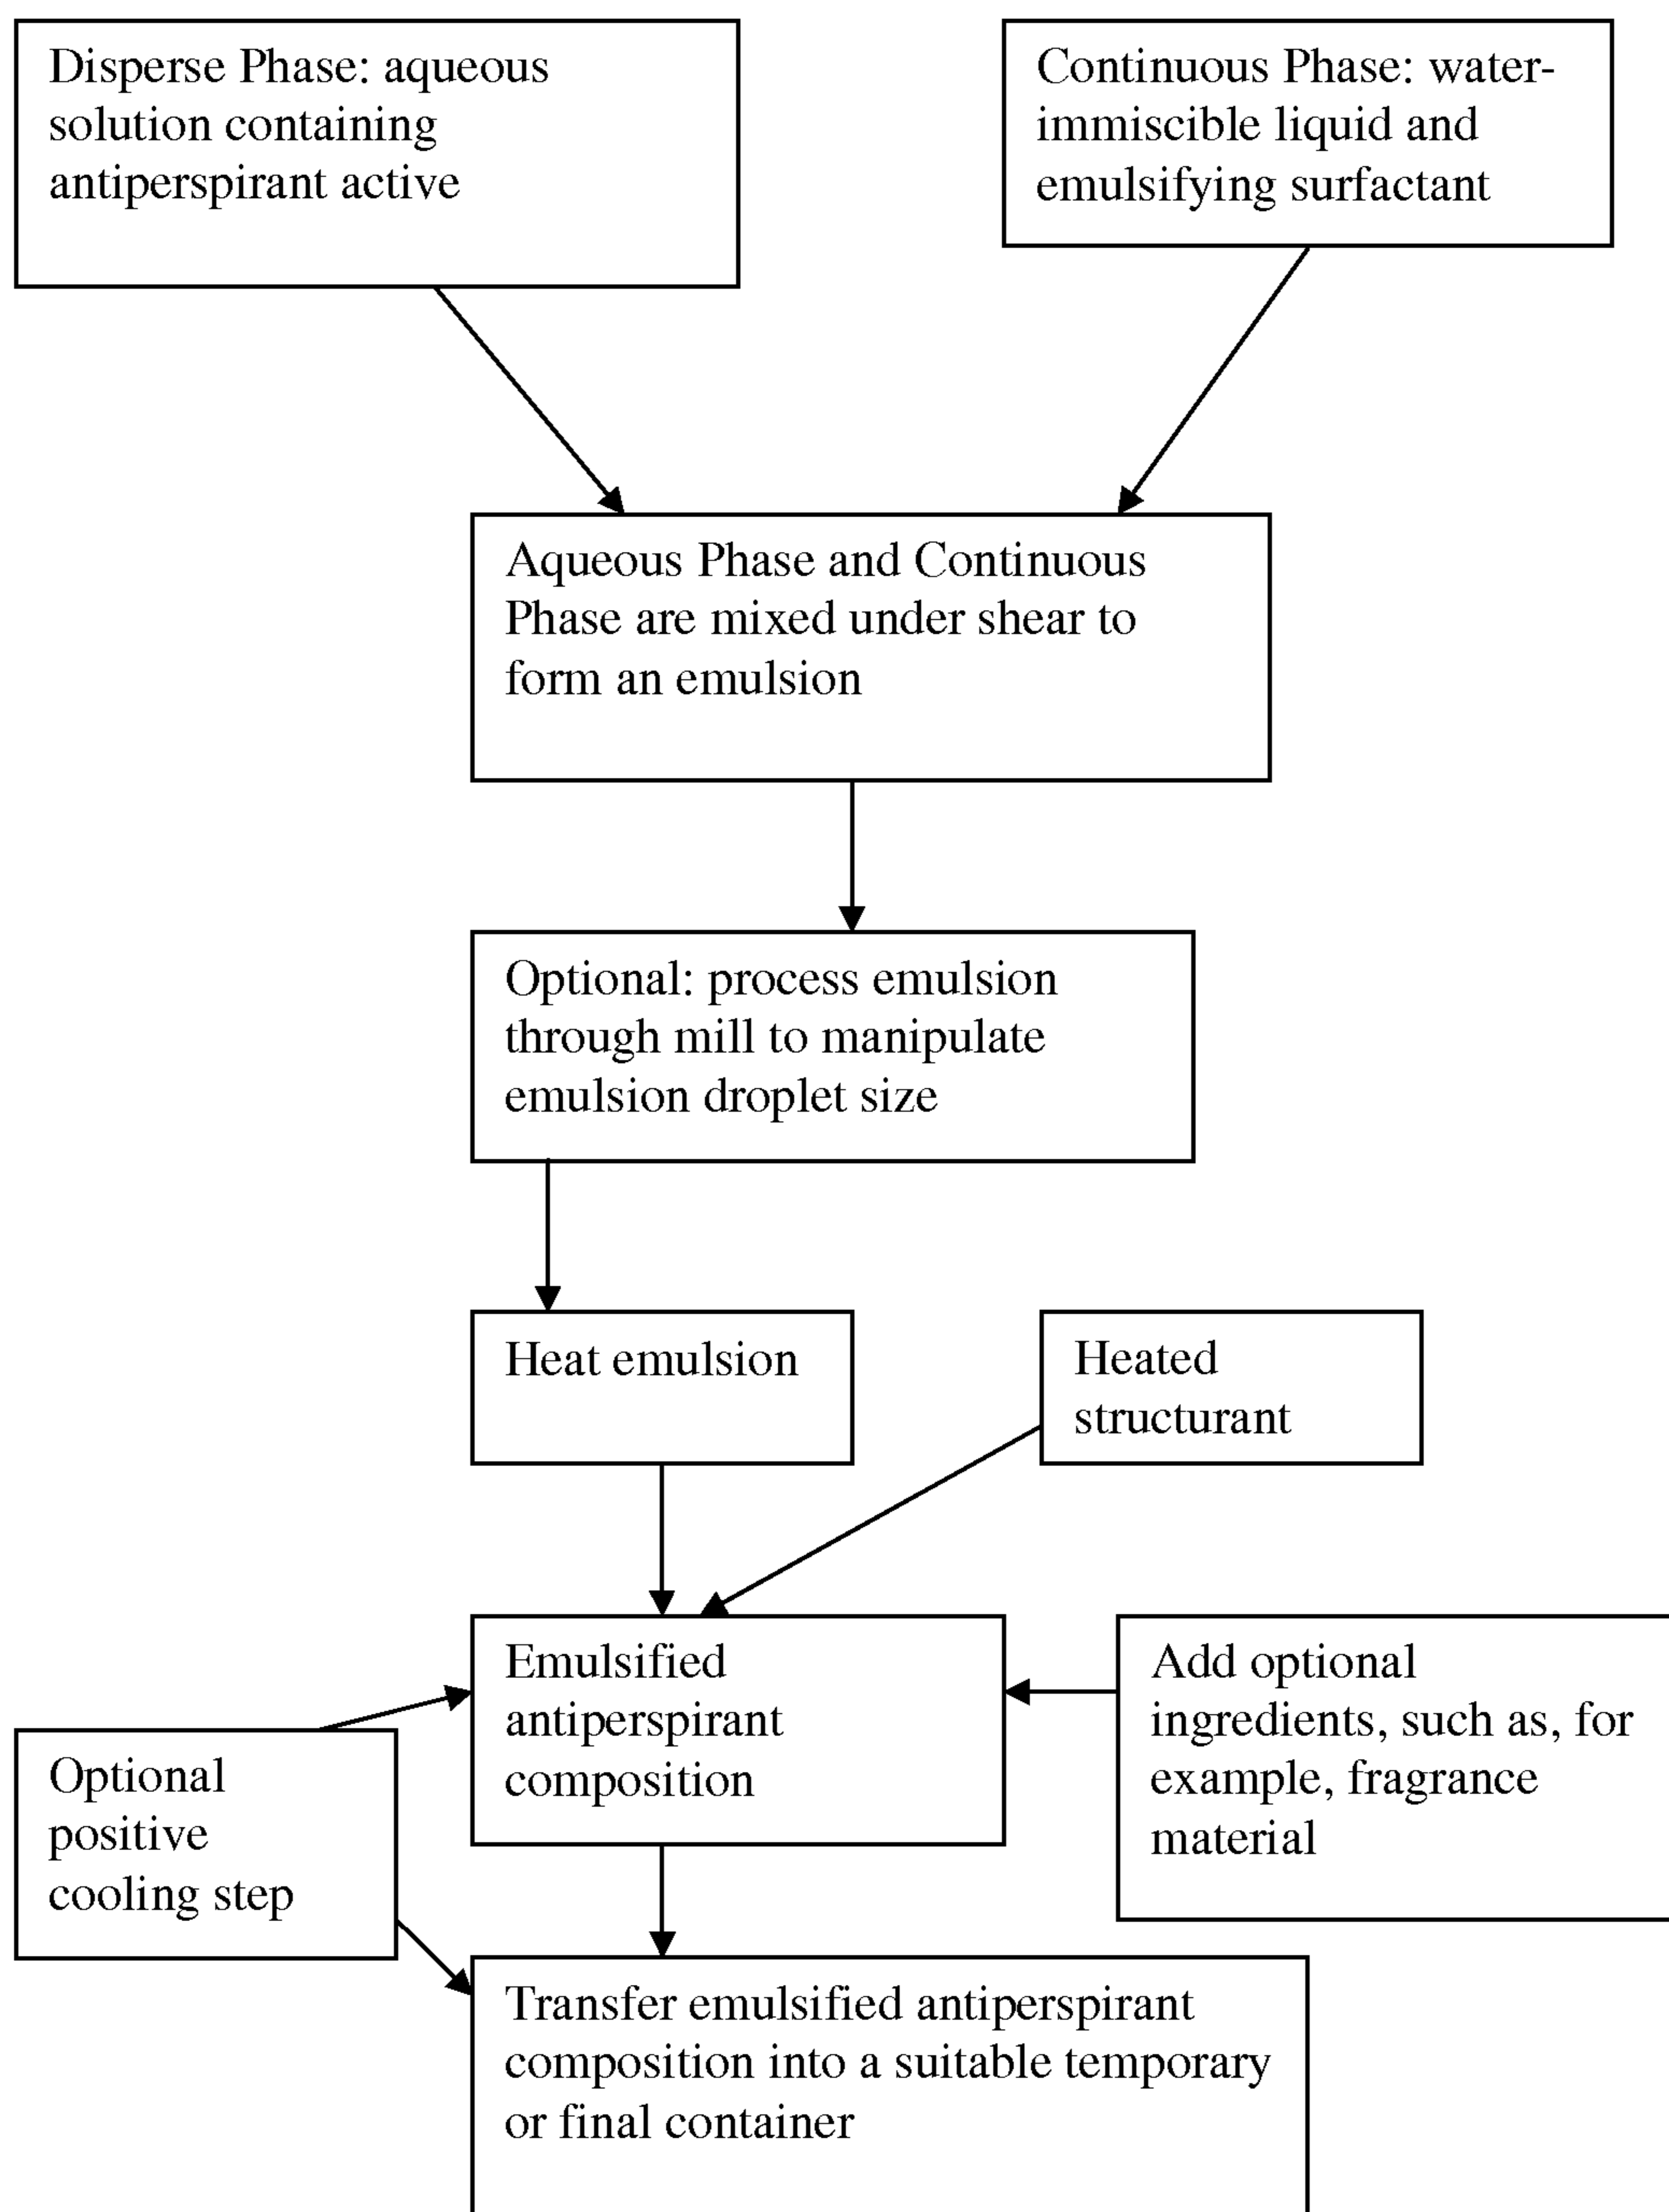 Disperse Phase: aqueous
solution containing
antiperspirant active
Continuous Phase: water-
immiscible liquid and
emulsifying surfactant
Aqueous Phase and Continuous
Phase are mixed under shear to
form an emulsion
Optional: process emulsion
through mill to manipulate
emulsion droplet size
Heat emulsion
Heated
structurant
Emulsified
antiperspirant
composition
Add optional
ingredients, such as, for
example, fragrance
material
Optional
positive
cooling step
Transfer emulsified antiperspirant
composition into a suitable temporary
or final container